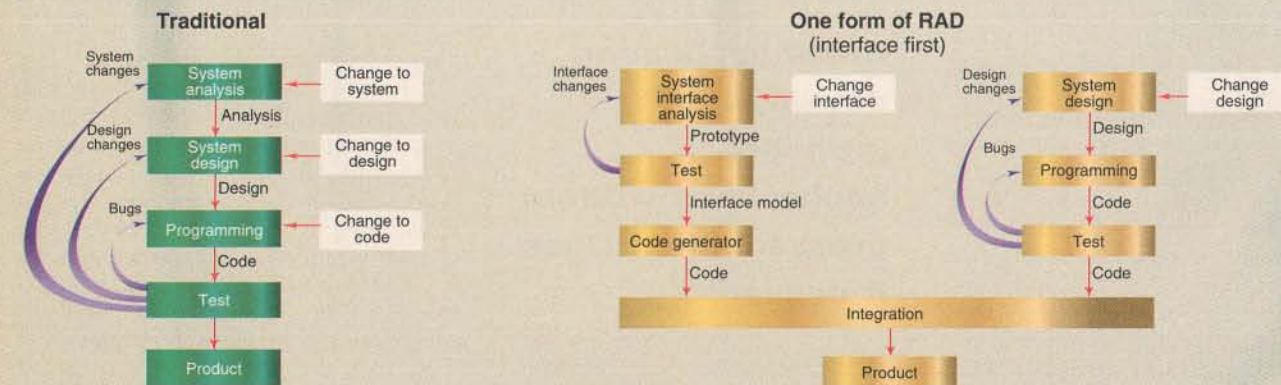 Traditional
System
changes
System
analysis
Change to
system
Analysis
Design
changes
System
design
Change to
design
Design
Bugs
Programming
Change to
code
Code
Test
Product
One form of RAD
(interface first)
Interface
changes
System
interface
analysis
Change
interface
Prototype
Test
Interface model
Code generator
Code
Design
changes
System
design
Change
design
Design
Bugs
Programming
Code
Test
Code
Integration
Product